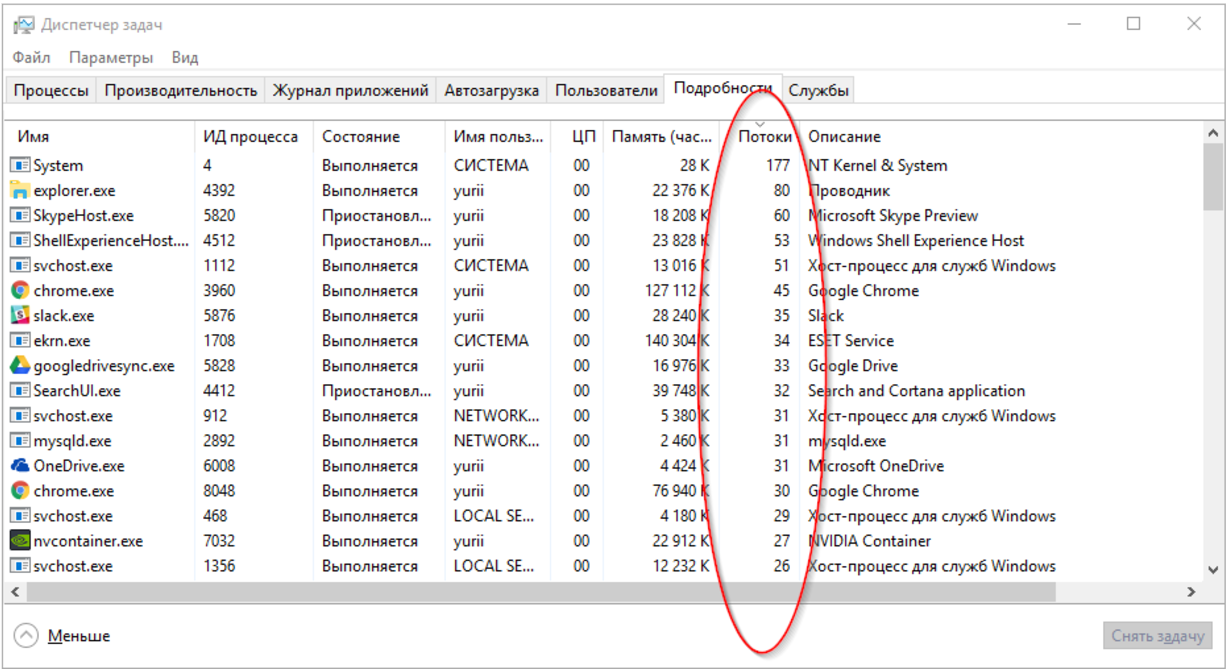 Диспетчер задач
Файл Параметры Вид
Процессы Производительность Журнал приложений Автозагрузка Пользователи Подробности Службы
Имя ИД процесса Состояние Имя польз... ЦП Память (час... Потоки Описание
System 4 Выполняется СИСТЕМА 00 28 K 177 NT Kernel & System
explorer.exe 4392 Выполняется yurii 00 22 376 K 80 Проводник
SkypeHost.exe 5820 Приостановл... yurii 00 18 208 K 60 Microsoft Skype Preview
ShellExperienceHost.... 4512 Приостановл... yurii 00 23 828 K 53 Windows Shell Experience Host
svchost.exe 1112 Выполняется СИСТЕМА 00 13 016 K 51 Хост-процесс для служб Windows
chrome.exe 3960 Выполняется yurii 00 127 112 K 45 Google Chrome
slack.exe 5876 Выполняется yurii 00 28 240 K 35 Slack
ekrn.exe 1708 Выполняется СИСТЕМА 00 140 304 K 34 ESET Service
googledrivesync.exe 5828 Выполняется yurii 00 16 976 K 33 Google Drive
SearchUI.exe 4412 Приостановл... yurii 00 39 748 K 32 Search and Cortana application
svchost.exe 912 Выполняется NETWORK... 00 5 380 K 31 Хост-процесс для служб Windows
mysqld.exe 2892 Выполняется NETWORK... 00 2 460 K 31 mysqld.exe
OneDrive.exe 6008 Выполняется yurii 00 4 424 K 31 Microsoft OneDrive
chrome.exe 8048 Выполняется yurii 00 76 940 K 30 Google Chrome
svchost.exe 468 Выполняется LOCAL SE... 00 4 180 K 29 Хост-процесс для служб Windows
nvcontainer.exe 7032 Выполняется yurii 00 22 912 K 27 NVIDIA Container
svchost.exe 1356 Выполняется LOCAL SE... 00 12 232 K 26 Хост-процесс для служб Windows
Меньше Снять задачу